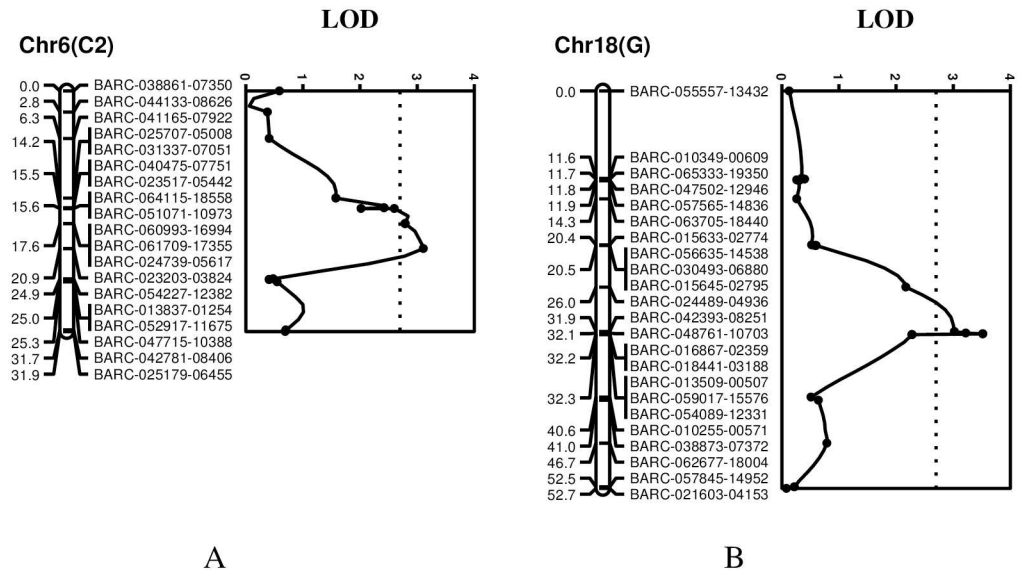 LOD
Chr6(C2)
0 1 2 3 4
0.0 BARC-038861-07350
2.8 BARC-044133-08626
6.3 BARC-041165-07922
BARC-025707-05008
14.2
BARC-031337-07051
BARC-040475-07751
15.5
BARC-023517-05442
BARC-064115-18558
15.6
BARC-051071-10973
BARC-060993-16994
17.6 BARC-061709-17355
BARC-024739-05617
20.9 BARC-023203-03824
24.9 BARC-054227-12382
BARC-013837-01254
25.0
BARC-052917-11675
25.3 BARC-047715-10388
31.7 BARC-042781-08406
31.9 BARC-025179-06455
A
LOD
Chr18(G)
0 1 2 3 4
0.0 BARC-055557-13432
11.6 BARC-010349-00609
11.7 BARC-065333-19350
11.8 BARC-047502-12946
11.9 BARC-057565-14836
14.3 BARC-063705-18440
20.4 BARC-015633-02774
BARC-056635-14538
20.5 BARC-030493-06880
BARC-015645-02795
26.0 BARC-024489-04936
31.9 BARC-042393-08251
32.1 BARC-048761-10703
BARC-016867-02359
32.2
BARC-018441-03188
BARC-013509-00507
32.3 BARC-059017-15576
BARC-054089-12331
40.6 BARC-010255-00571
41.0 BARC-038873-07372
46.7 BARC-062677-18004
52.5 BARC-057845-14952
52.7 BARC-021603-04153
B